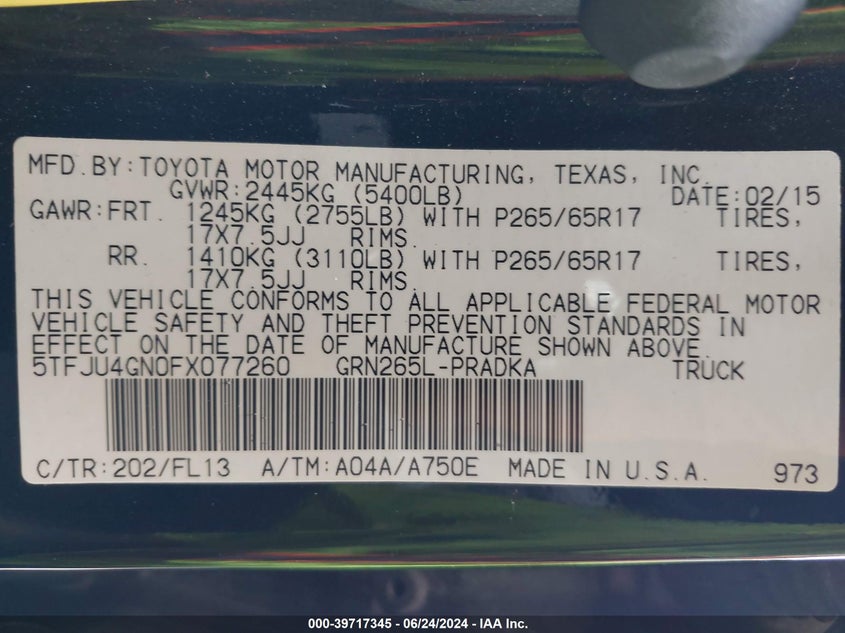 MFD.BY:TOYOTA MOTOR MANUFACTURING, TEXAS, INC.
GVWR:2445KG (5400LB) DATE:02/15
GAWR:FRT. 1245KG (2755LB) WITH P265/65R17 TIRES,
17X7.5JJ RIMS.
RR. 1410KG (3110LB) WITH P265/65R17 TIRES,
17X7.5JJ RIMS.
THIS VEHICLE CONFORMS TO ALL APPLICABLE FEDERAL MOTOR
VEHICLE SAFETY AND THEFT PREVENTION STANDARDS IN
EFFECT ON THE DATE OF MANUFACTURE SHOWN ABOVE.
5TFJU4GN0FX077260 GRN265L-PRADKA TRUCK
C/TR:202/FL13 A/TM:A04A/A750E MADE IN U.S.A. 973
000-39717345 - 06/24/2024 - IAA Inc.